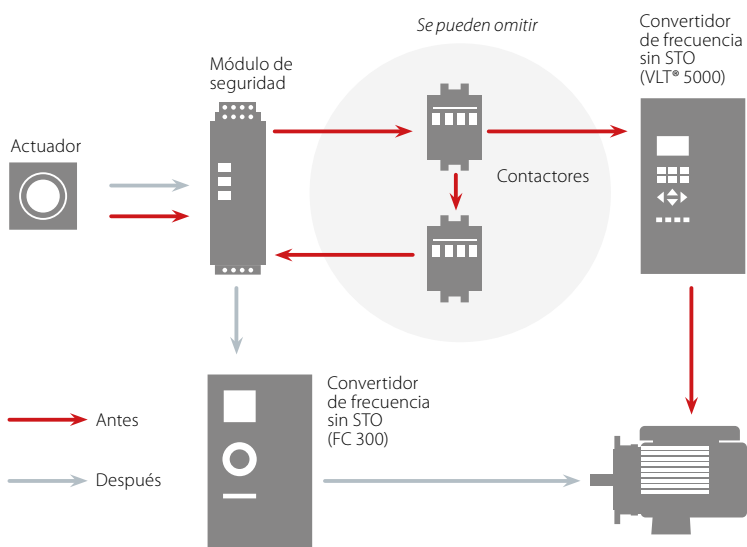 Se pueden omitir
Convertidor
de frecuencia
sin STO
(VLT® 5000)
Módulo de
seguridad
Actuador
Contactores
Convertidor
de frecuencia
sin STO
(FC 300)
Antes
Después